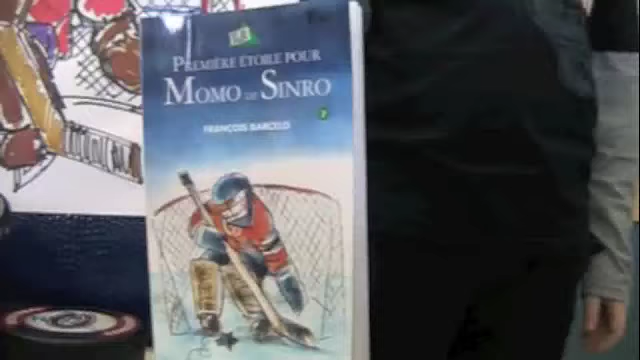 PREMIÈRE ÉTOILE POUR
MOMO DE SINRO
FRANÇOIS BARCELO
7